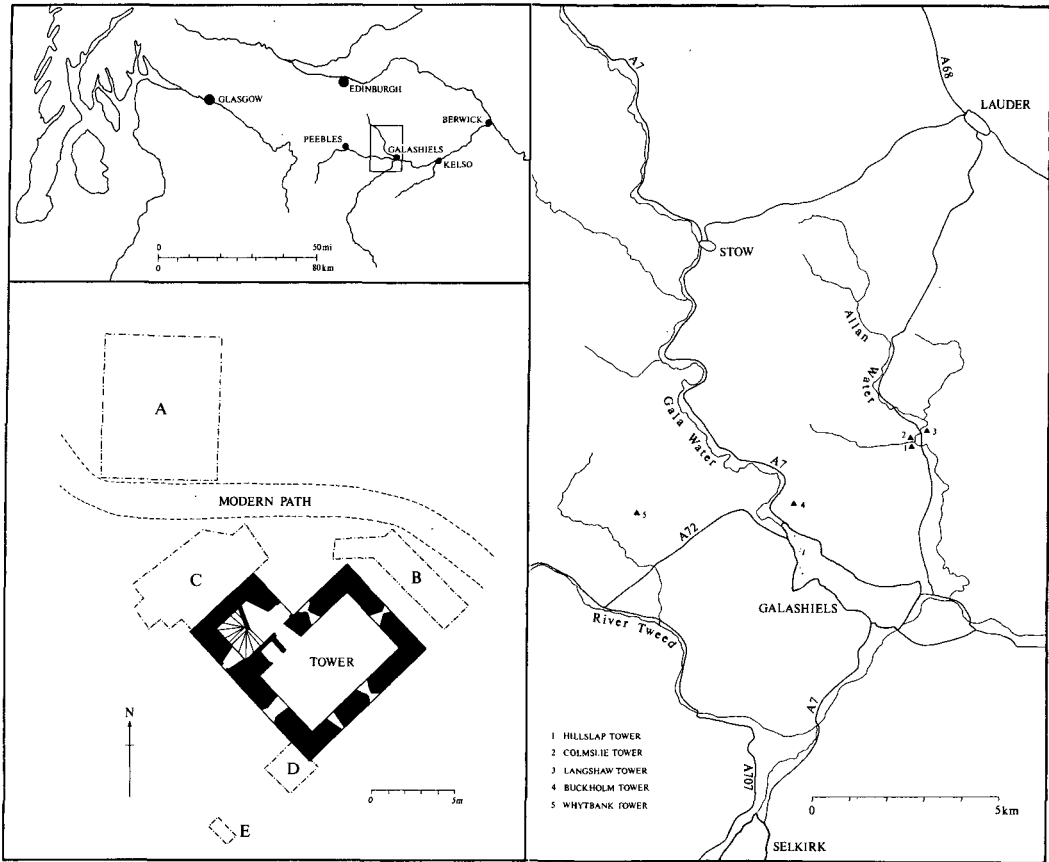 GLASGOW
EDINBURGH
BERWICK
PEEBLES
GALASHIELS
KELSO
0 50mi
0 80km
A
MODERN PATH
C
B
TOWER
N
D
0 5m
E
A7
A68
LAUDER
STOW
Allan Water
Gala Water
2 3
1
A7
4
5
A72
GALASHIELS
River Tweed
A7
1 HILLSLAP TOWER
2 COLMSLIE TOWER
3 LANGSHAW TOWER
4 BUCKHOLM TOWER
5 WHYTBANK TOWER
A707
0 5km
SELKIRK